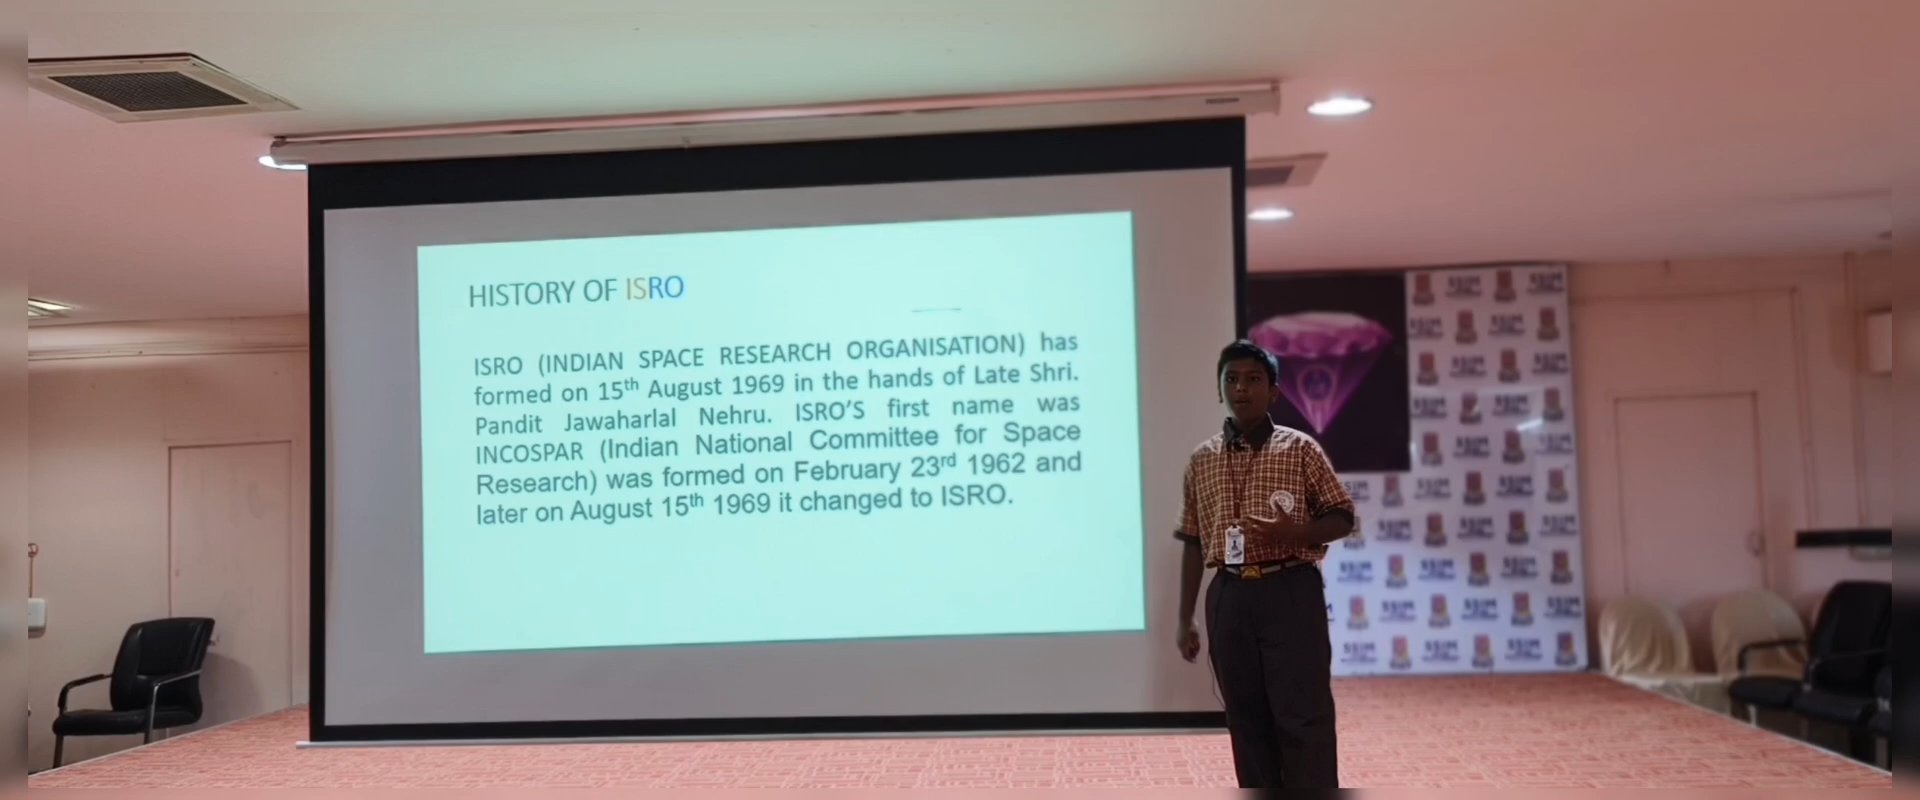 HISTORY OF ISRO
ISRO (INDIAN SPACE RESEARCH ORGANISATION) has
formed on 15th August 1969 in the hands of Late Shri.
Pandit Jawaharlal Nehru. ISRO'S first name was
INCOSPAR (Indian National Committee for Space
Research) was formed on February 23rd 1962 and
later on August 15th 1969 it changed to ISRO.